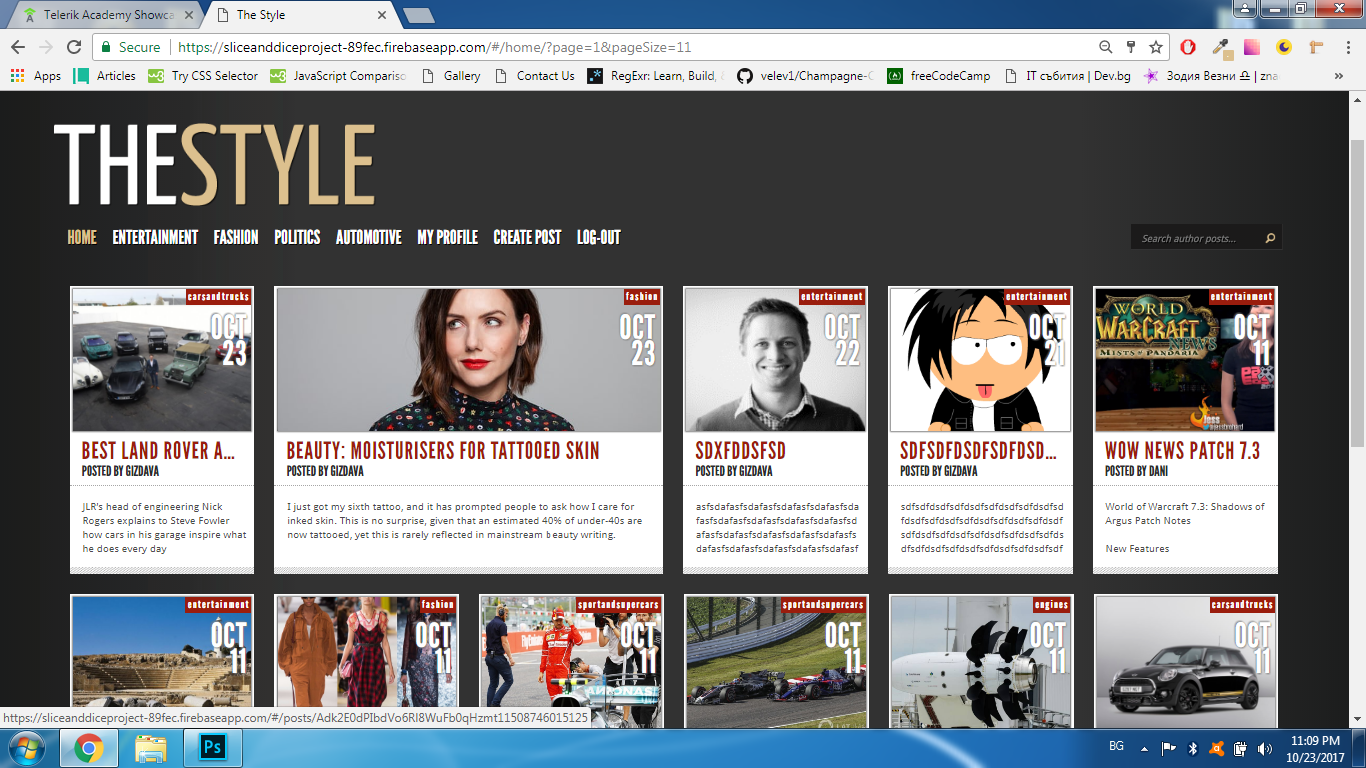 Telerik Academy Showca
The Style
Secure
https://sliceanddiceproject-89fec.firebaseapp.com/#/home/?page=1&pageSize=11
Apps
Articles
Try CSS Selector
JavaScript Compariso
Gallery
Contact Us
RegExr: Learn, Build,
velev1/Champagne-C
freeCodeCamp
IT събития | Dev.bg
Зодия Везни ♎ | zna
THESTYLE
HOME ENTERTAINMENT FASHION POLITICS AUTOMOTIVE MY PROFILE CREATE POST LOG-OUT
Search author posts...
carsandtrucks
OCT
23
BEST LAND ROVER A...
POSTED BY GIZDAVA
JLR's head of engineering Nick
Rogers explains to Steve Fowler
how cars in his garage inspire what
he does every day
fashion
OCT
23
BEAUTY: MOISTURISERS FOR TATTOOED SKIN
POSTED BY GIZDAVA
I just got my sixth tattoo, and it has prompted people to ask how I care for
inked skin. This is no surprise, given that an estimated 40% of under-40s are
now tattooed, yet this is rarely reflected in mainstream beauty writing.
entertainment
OCT
22
SDXFDDSFSD
POSTED BY GIZDAVA
asfsdafasfsdafasfsdafasfsdafasfsda
fasfsdafasfsdafasfsdafasfsdafasfsd
afasfsdafasfsdafasfsdafasfsdafasfs
dafasfsdafasfsdafasfsdafasfsdafasf
entertainment
OCT
21
SDFSDFDSDFSDFDSD...
POSTED BY GIZDAVA
sdfsdfdsdfsdfdsdfsdfdsdfsdfdsdfsd
fdsdfsdfdsdfsdfdsdfsdfdsdfsdfdsdf
sdfdsdfsdfdsdfsdfdsdfsdfdsdfsdfds
dfsdfdsdfsdfdsdfsdfdsdfsdfdsdfsdf
entertainment
WORLD
WARCRAFT
NEWS
MISTS of PANDARIA
OCT
11
WOW NEWS PATCH 7.3
POSTED BY DANI
World of Warcraft 7.3: Shadows of
Argus Patch Notes
New Features
entertainment
OCT
11
fashion
OCT
11
sportandsupercars
OCT
11
sportandsupercars
OCT
11
engines
OCT
11
carsandtrucks
OCT
11
https://sliceanddiceproject-89fec.firebaseapp.com/#/posts/Adk2E0dPIbdVo6Rl8WuFb0qHzmt11508746015125
Ps
BG
11:09 PM
10/23/2017